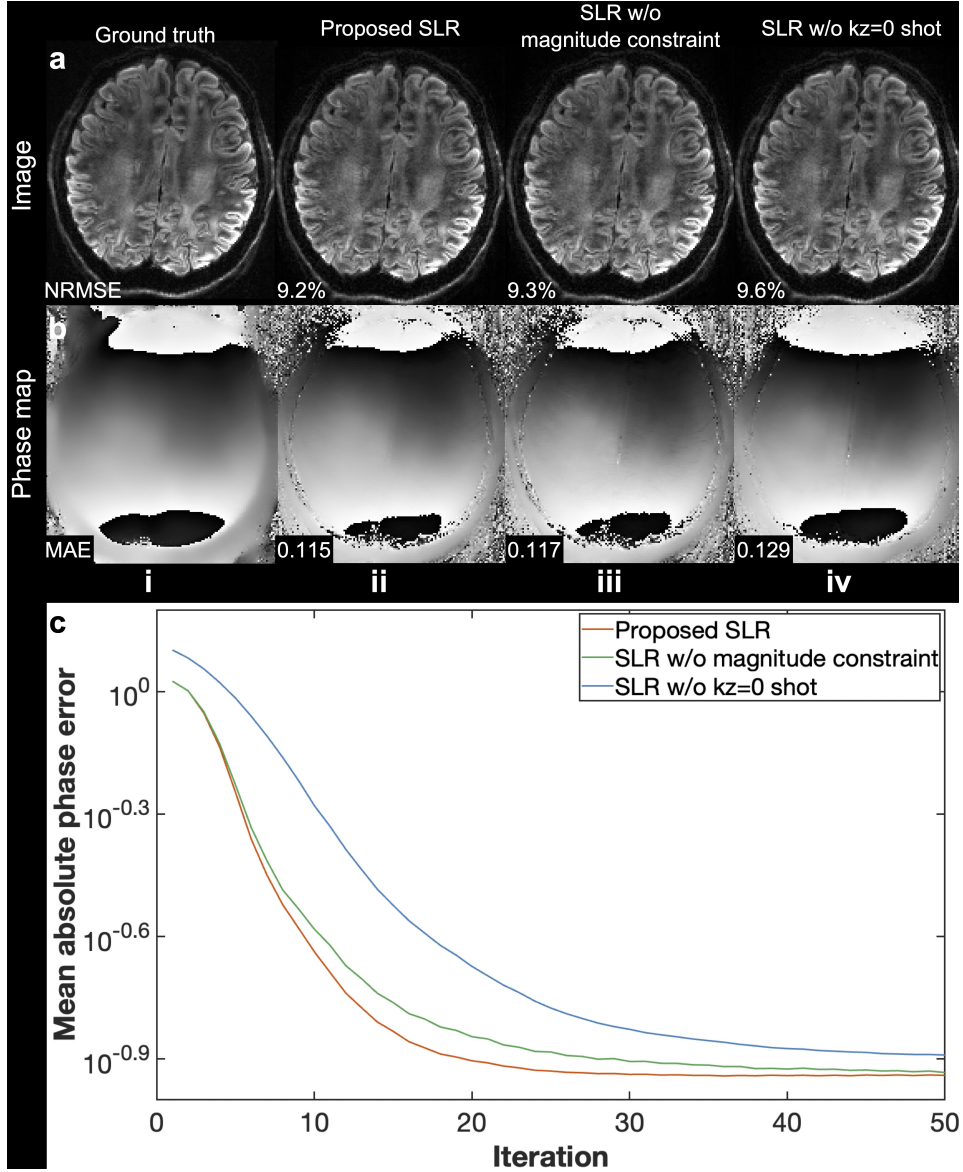 Ground truth
Proposed SLR
SLR w/o
magnitude constraint
SLR w/o kz=0 shot
a
Image
NRMSE
9.2%
9.3%
9.6%
b
Phase map
MAE
0.115
0.117
0.129
i
ii
iii
iv
c
Proposed SLR
SLR w/o magnitude constraint
SLR w/o kz=0 shot
Mean absolute phase error
10^0
10^-0.3
10^-0.6
10^-0.9
0
10
20
30
40
50
Iteration